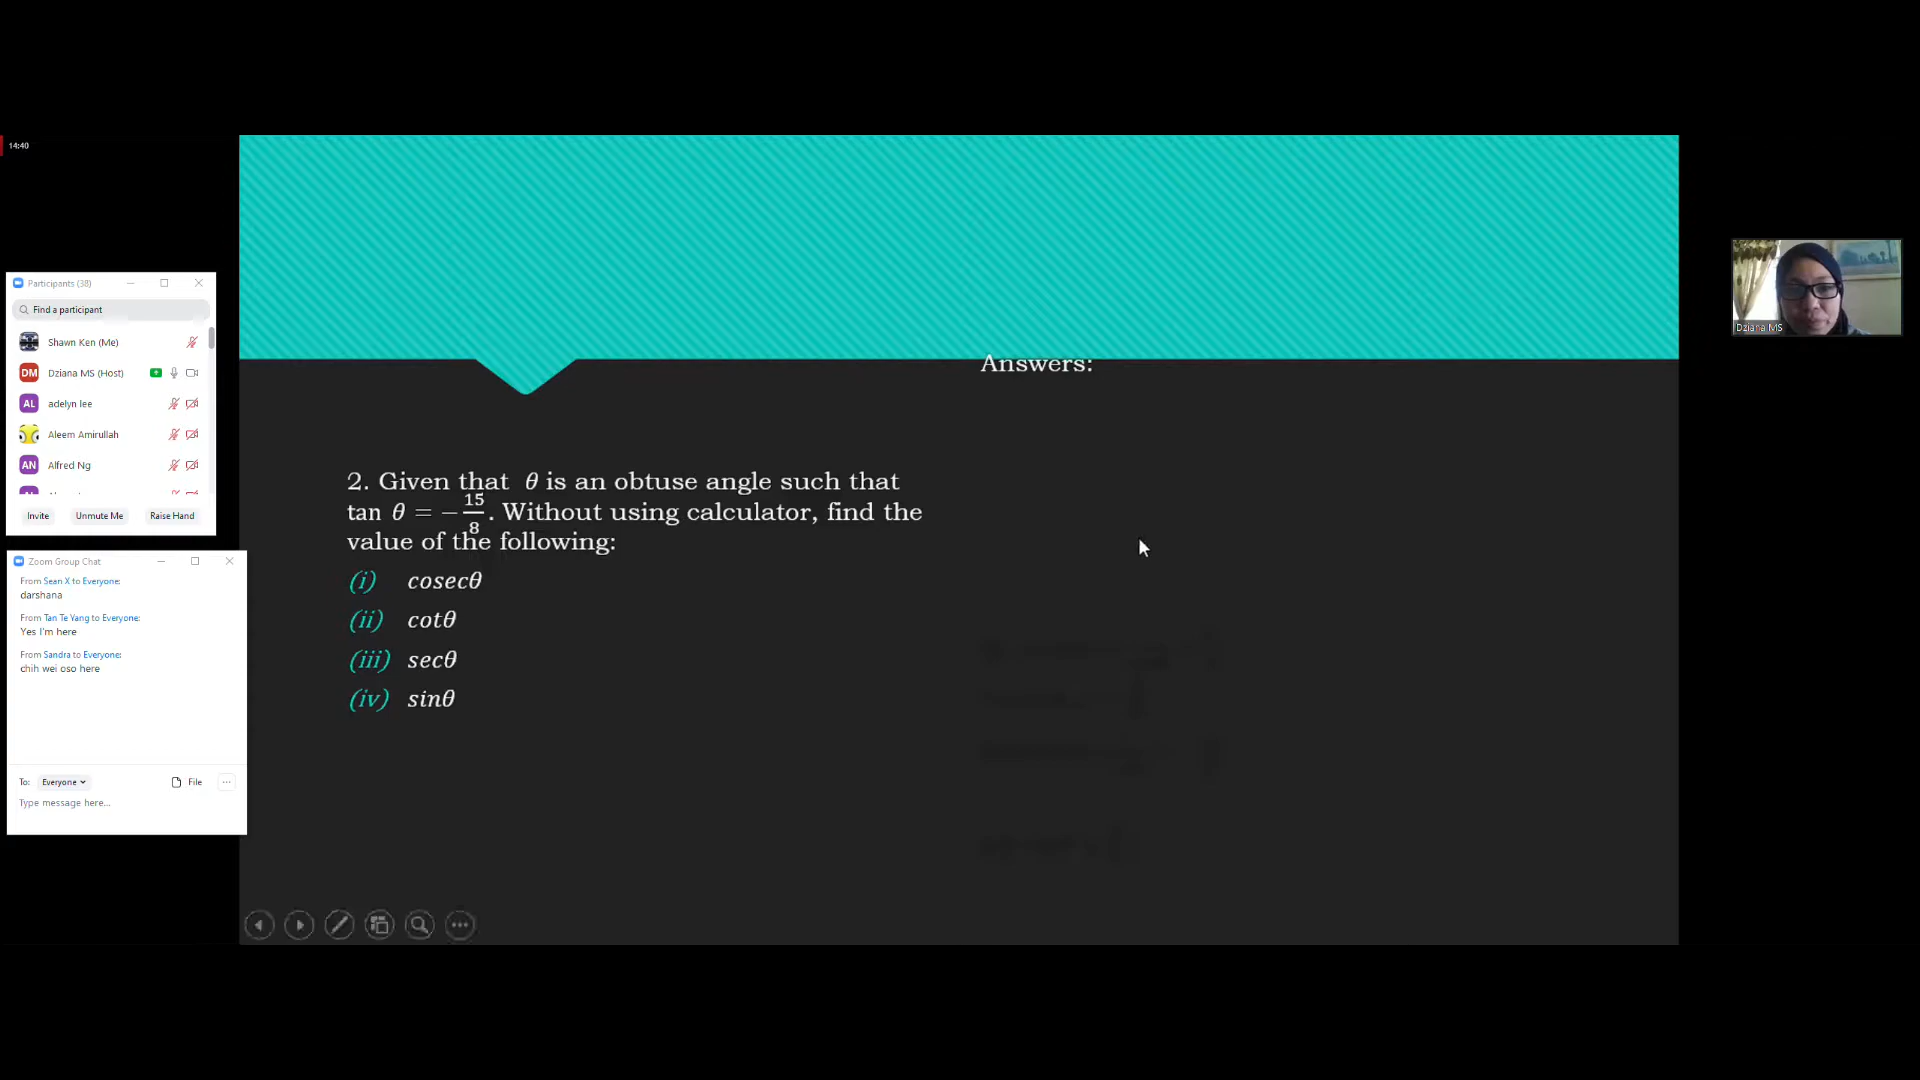 14:40
Participants (38)
Find a participant
Shawn Ken (Me)
DM Dziana MS (Host)
AL adelyn lee
Aleem Amirullah
AN Alfred Ng
Invite Unmute Me Raise Hand
Zoom Group Chat
From Sean X to Everyone:
darshana
From Tan Te Yang to Everyone:
Yes I'm here
From Sandra to Everyone:
chih wei oso here
To: Everyone File
Type message here...
2. Given that θ is an obtuse angle such that
tan θ = −15/8. Without using calculator, find the
value of the following:
(i) cosecθ
(ii) cotθ
(iii) secθ
(iv) sinθ
Answers:
Dziana MS